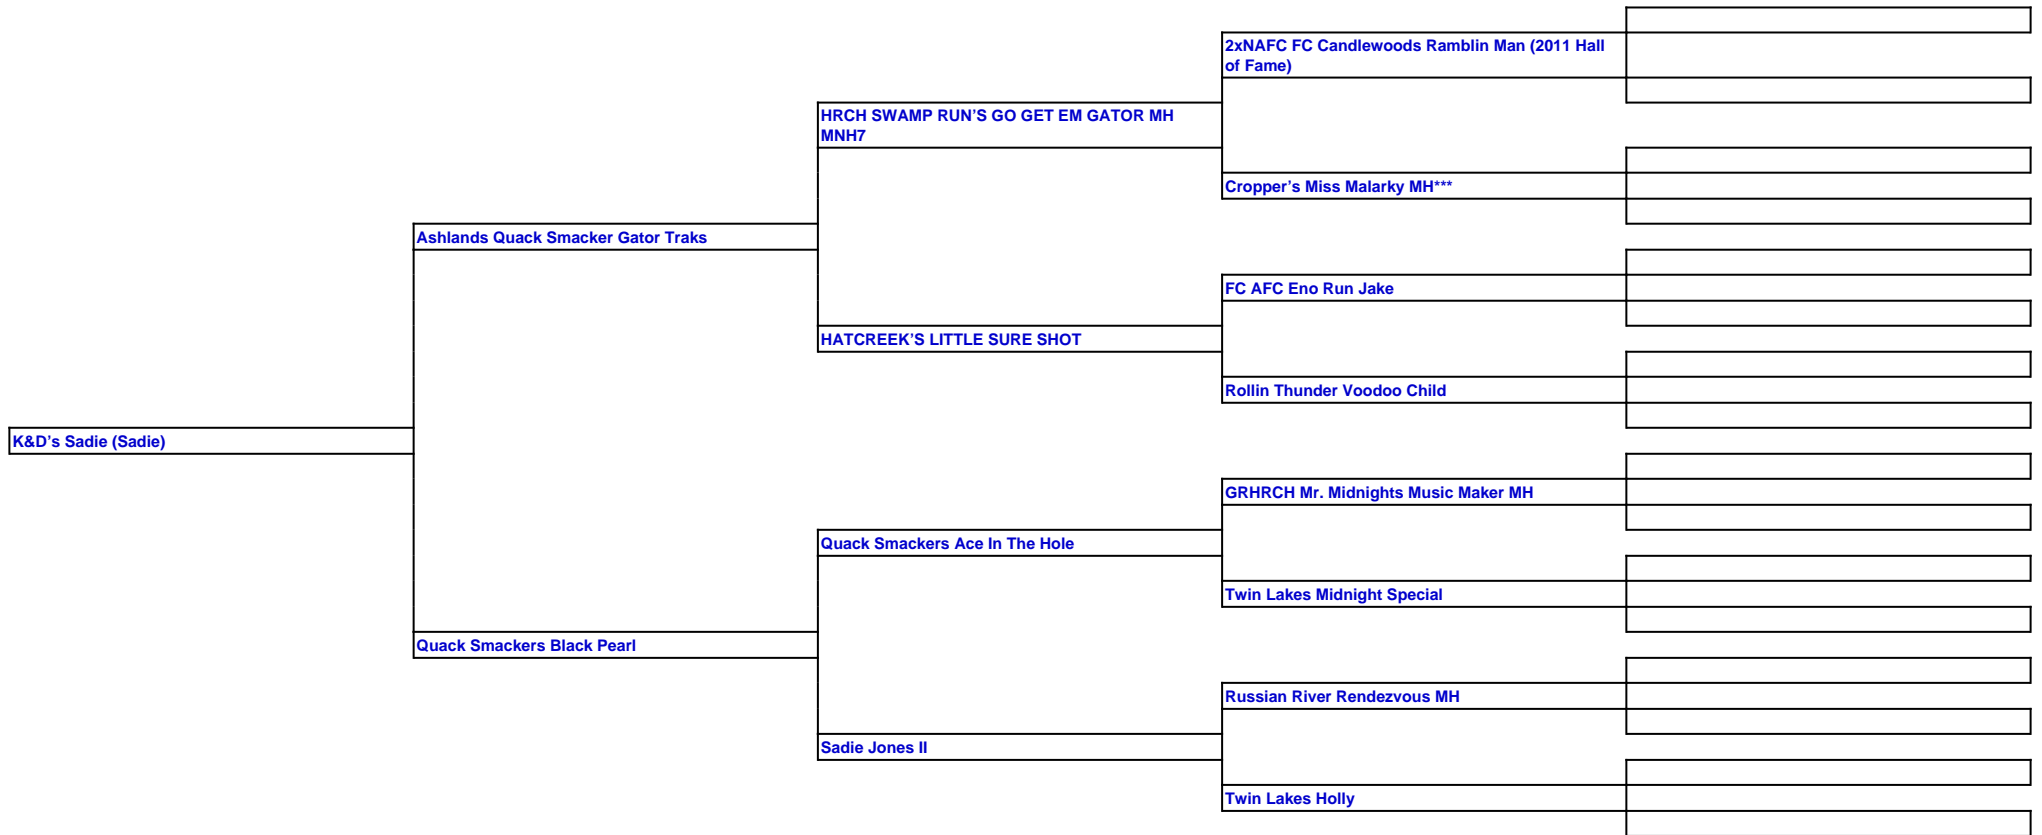 2xNAFC FC Candlewoods Ramblin Man (2011 Hall
of Fame)
HRCH SWAMP RUN'S GO GET EM GATOR MH
MNH7
Cropper's Miss Malarky MH***
Ashlands Quack Smacker Gator Traks
FC AFC Eno Run Jake
HATCREEK'S LITTLE SURE SHOT
Rollin Thunder Voodoo Child
K&D's Sadie (Sadie)
GRHRCH Mr. Midnights Music Maker MH
Quack Smackers Ace In The Hole
Twin Lakes Midnight Special
Quack Smackers Black Pearl
Russian River Rendezvous MH
Sadie Jones II
Twin Lakes Holly